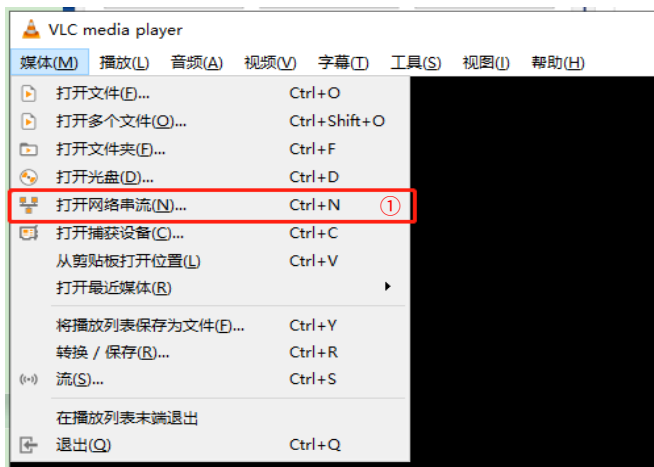 VLC media player
媒体(M) 播放(L) 音频(A) 视频(V) 字幕(T) 工具(S) 视图(I) 帮助(H)
打开文件(F)... Ctrl+O
打开多个文件(O)... Ctrl+Shift+O
打开文件夹(F)... Ctrl+F
打开光盘(D)... Ctrl+D
打开网络串流(N)... Ctrl+N ①
打开捕获设备(C)... Ctrl+C
从剪贴板打开位置(L) Ctrl+V
打开最近媒体(R)
将播放列表保存为文件(F)... Ctrl+Y
转换 / 保存(R)... Ctrl+R
流(S)... Ctrl+S
在播放列表末端退出
退出(Q) Ctrl+Q